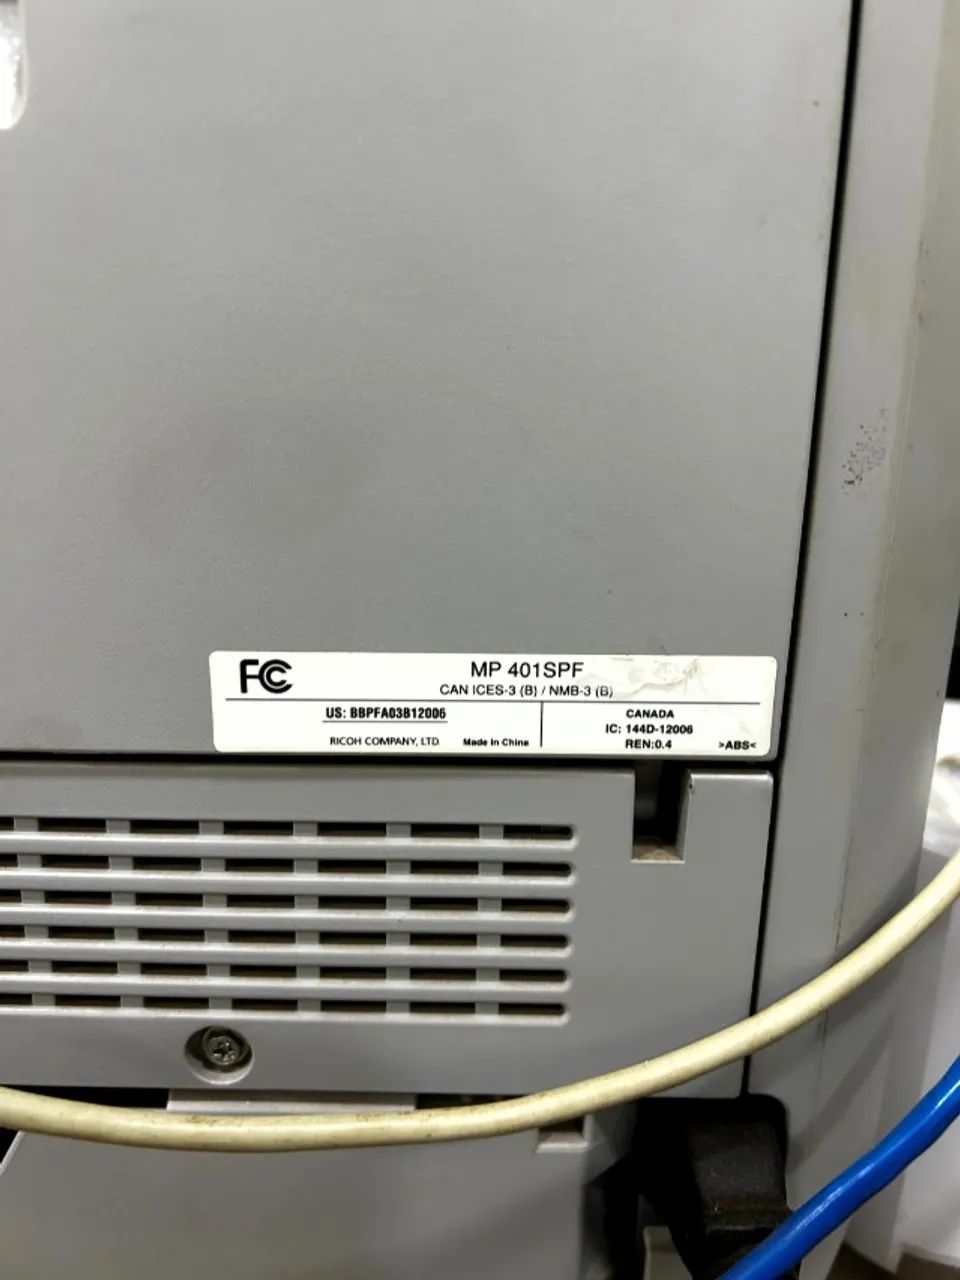 FC MP 401SPF
CAN ICES-3 (B) / NMB-3 (B)
US: BBPFA03B12006
RICOH COMPANY, LTD. Made in China
CANADA
IC: 144D-12006
REN:0.4 >ABS<